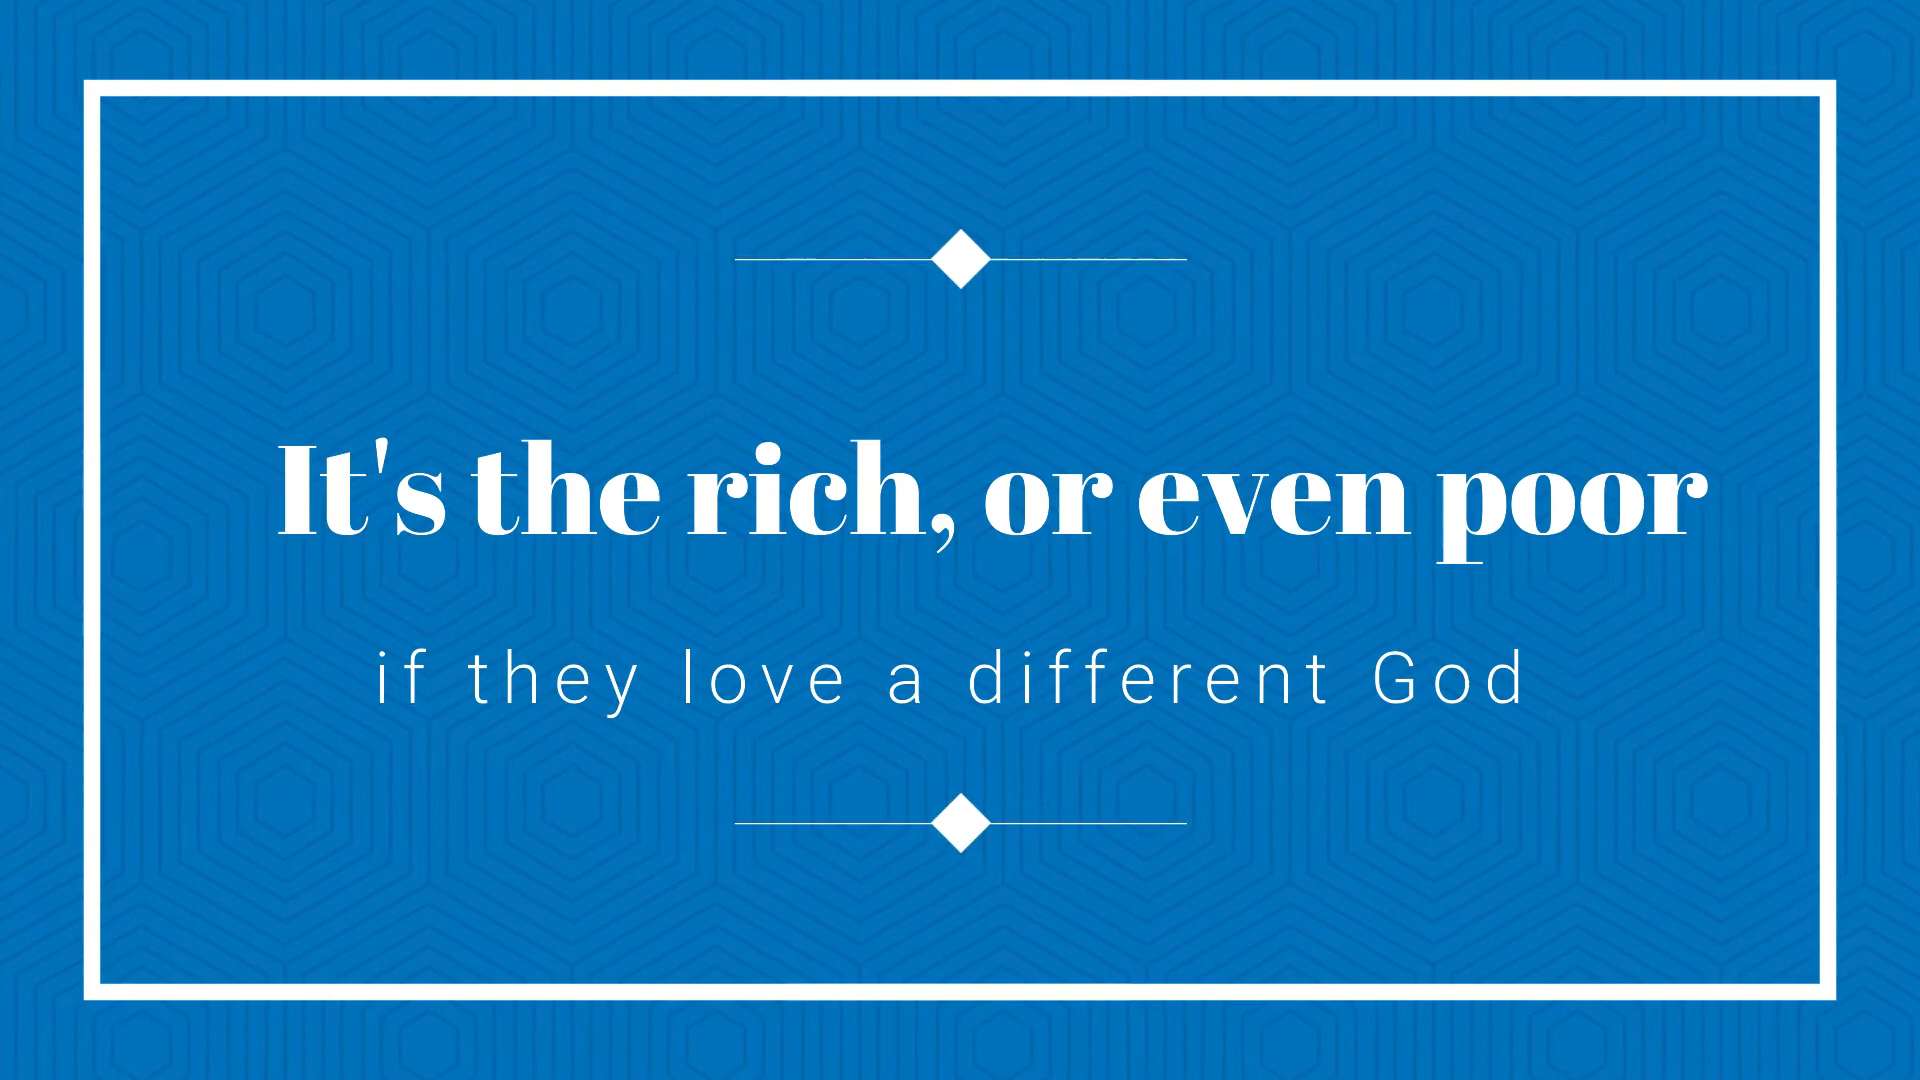 It's the rich, or even poor
if they love a different God